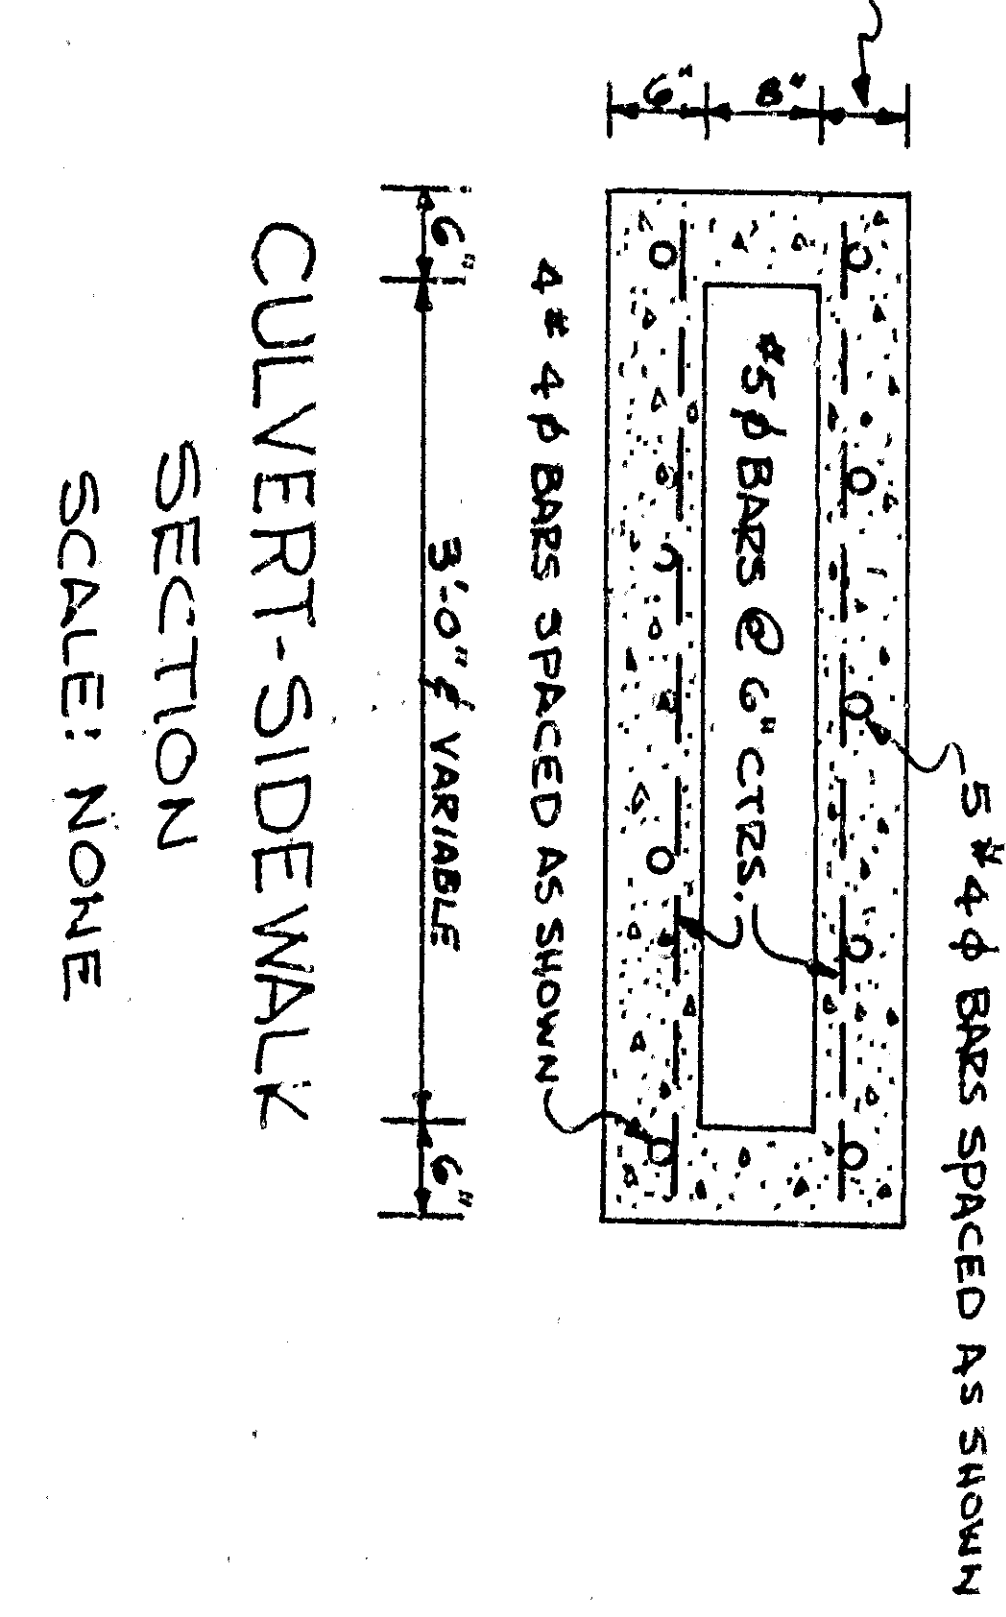 5 #4 ϕ BARS SPACED AS SHOWN
6" 8"
#5 ϕ BARS @ 6" CTRS.
4 #4 ϕ BARS SPACED AS SHOWN
6" 3'-0" & VARIABLE 6"
CULVERT-SIDEWALK
SECTION
SCALE: NONE